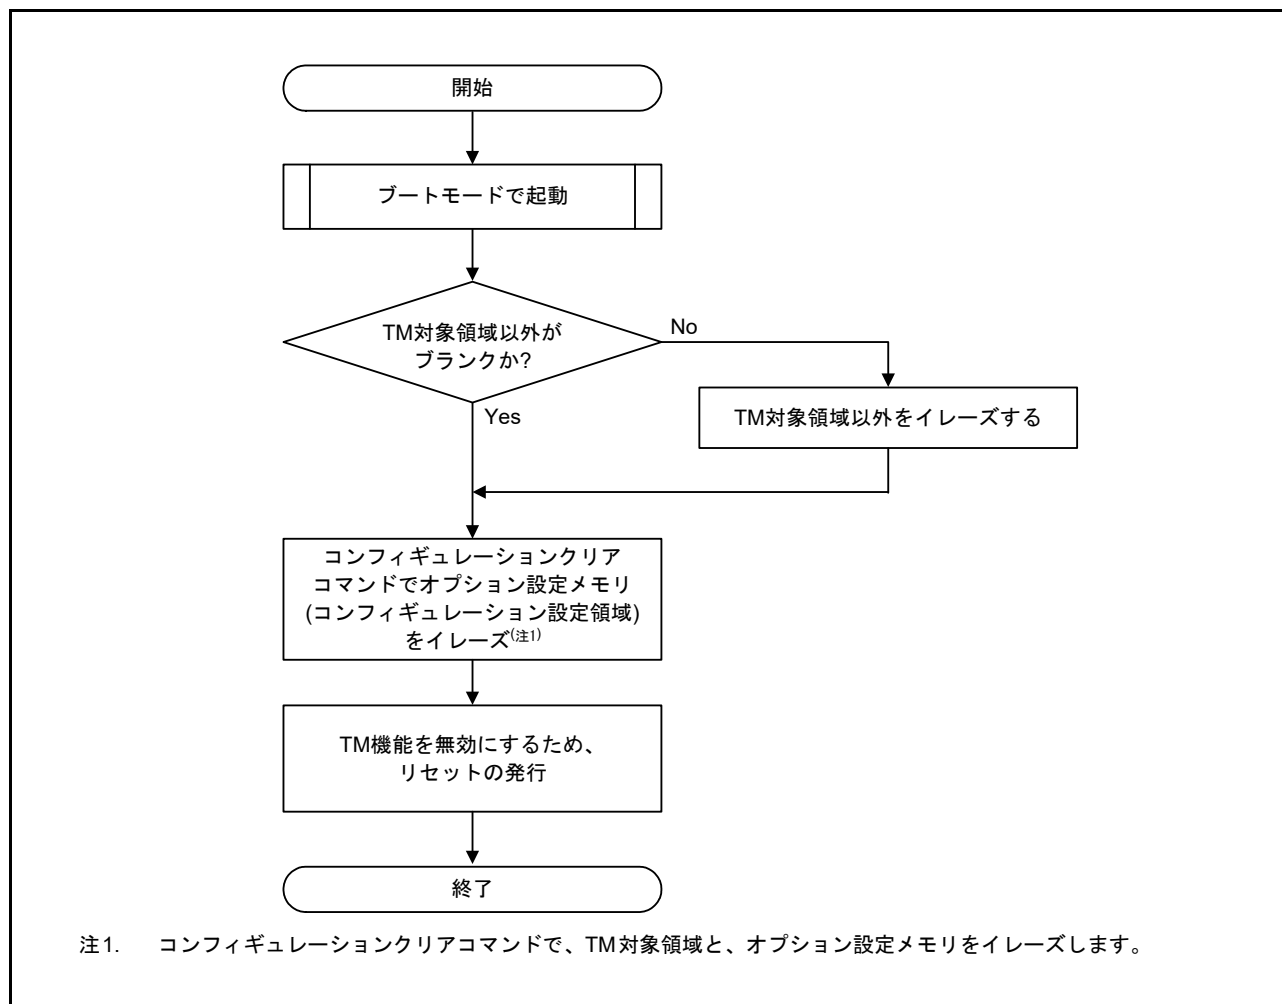 開始
ブートモードで起動
TM対象領域以外が
ブランクか?
No
Yes
TM対象領域以外をイレーズする
コンフィギュレーションクリア
コマンドでオプション設定メモリ
(コンフィギュレーション設定領域)
をイレーズ(注1)
TM機能を無効にするため、
リセットの発行
終了
注1. コンフィギュレーションクリアコマンドで、TM対象領域と、オプション設定メモリをイレーズします。